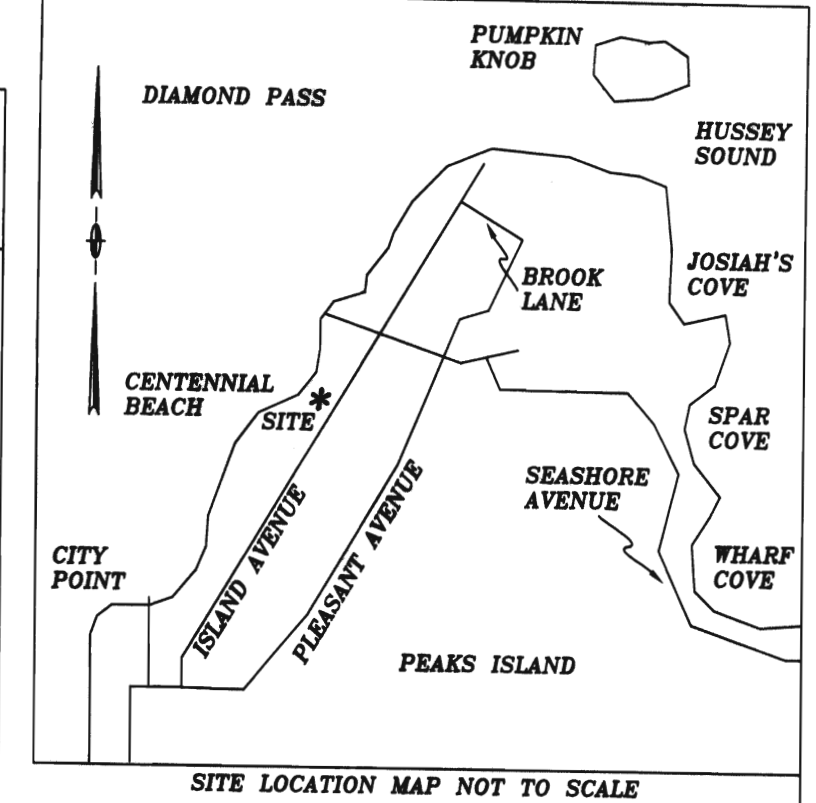 PUMPKIN
KNOB
DIAMOND PASS
HUSSEY
SOUND
JOSIAH'S
COVE
BROOK
LANE
CENTENNIAL
BEACH
SITE *
SPAR
COVE
SEASHORE
AVENUE
ISLAND AVENUE
PLEASANT AVENUE
CITY
POINT
WHARF
COVE
PEAKS ISLAND
SITE LOCATION MAP NOT TO SCALE